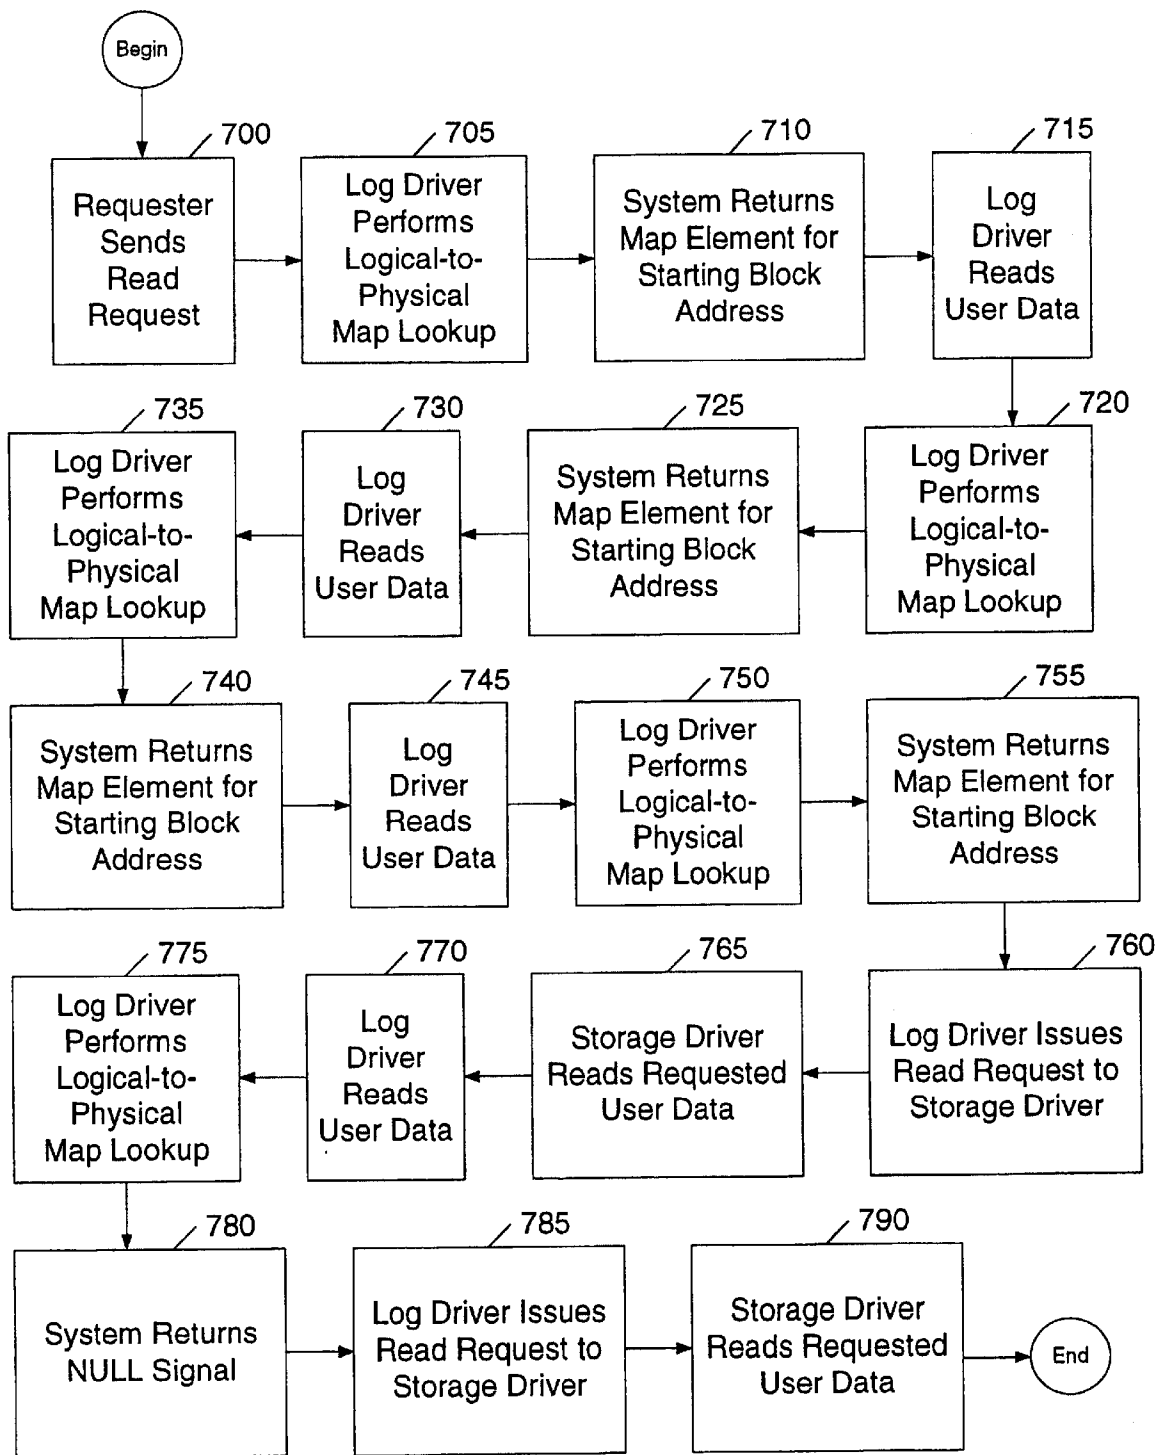 Begin
700
Requester
Sends
Read
Request
705
Log Driver
Performs
Logical-to-
Physical
Map Lookup
710
System Returns
Map Element for
Starting Block
Address
715
Log
Driver
Reads
User Data
720
Log Driver
Performs
Logical-to-
Physical
Map Lookup
725
System Returns
Map Element for
Starting Block
Address
730
Log
Driver
Reads
User Data
735
Log Driver
Performs
Logical-to-
Physical
Map Lookup
740
System Returns
Map Element for
Starting Block
Address
745
Log
Driver
Reads
User Data
750
Log Driver
Performs
Logical-to-
Physical
Map Lookup
755
System Returns
Map Element for
Starting Block
Address
760
Log Driver Issues
Read Request to
Storage Driver
765
Storage Driver
Reads Requested
User Data
770
Log
Driver
Reads
User Data
775
Log Driver
Performs
Logical-to-
Physical
Map Lookup
780
System Returns
NULL Signal
785
Log Driver Issues
Read Request to
Storage Driver
790
Storage Driver
Reads Requested
User Data
End